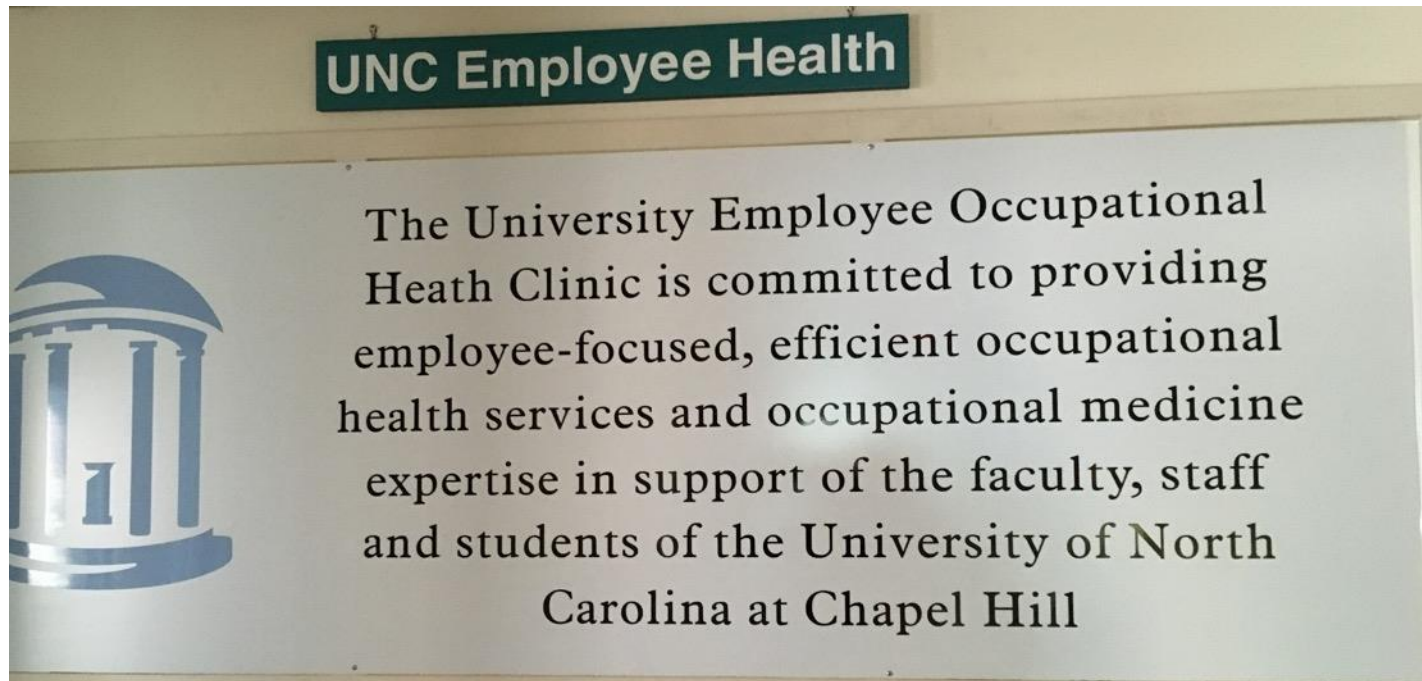 UNC Employee Health
The University Employee Occupational
Heath Clinic is committed to providing
employee-focused, efficient occupational
health services and occupational medicine
expertise in support of the faculty, staff
and students of the University of North
Carolina at Chapel Hill